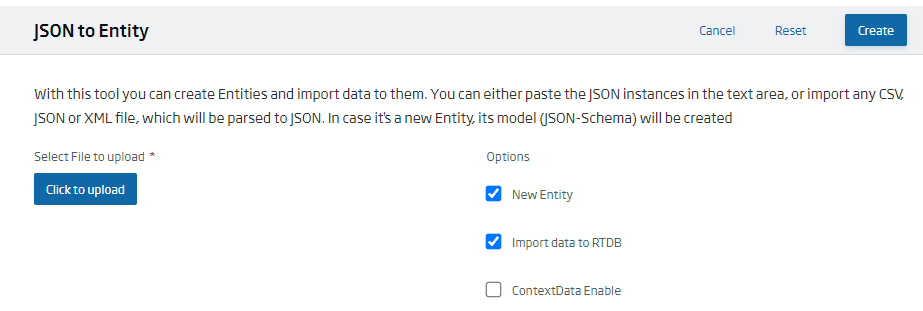 JSON to Entity
Cancel
Reset
Create
With this tool you can create Entities and import data to them. You can either paste the JSON instances in the text area, or import any CSV,
JSON or XML file, which will be parsed to JSON. In case it's a new Entity, its model (JSON-Schema) will be created
Select File to upload *
Options
Click to upload
New Entity
Import data to RTDB
ContextData Enable